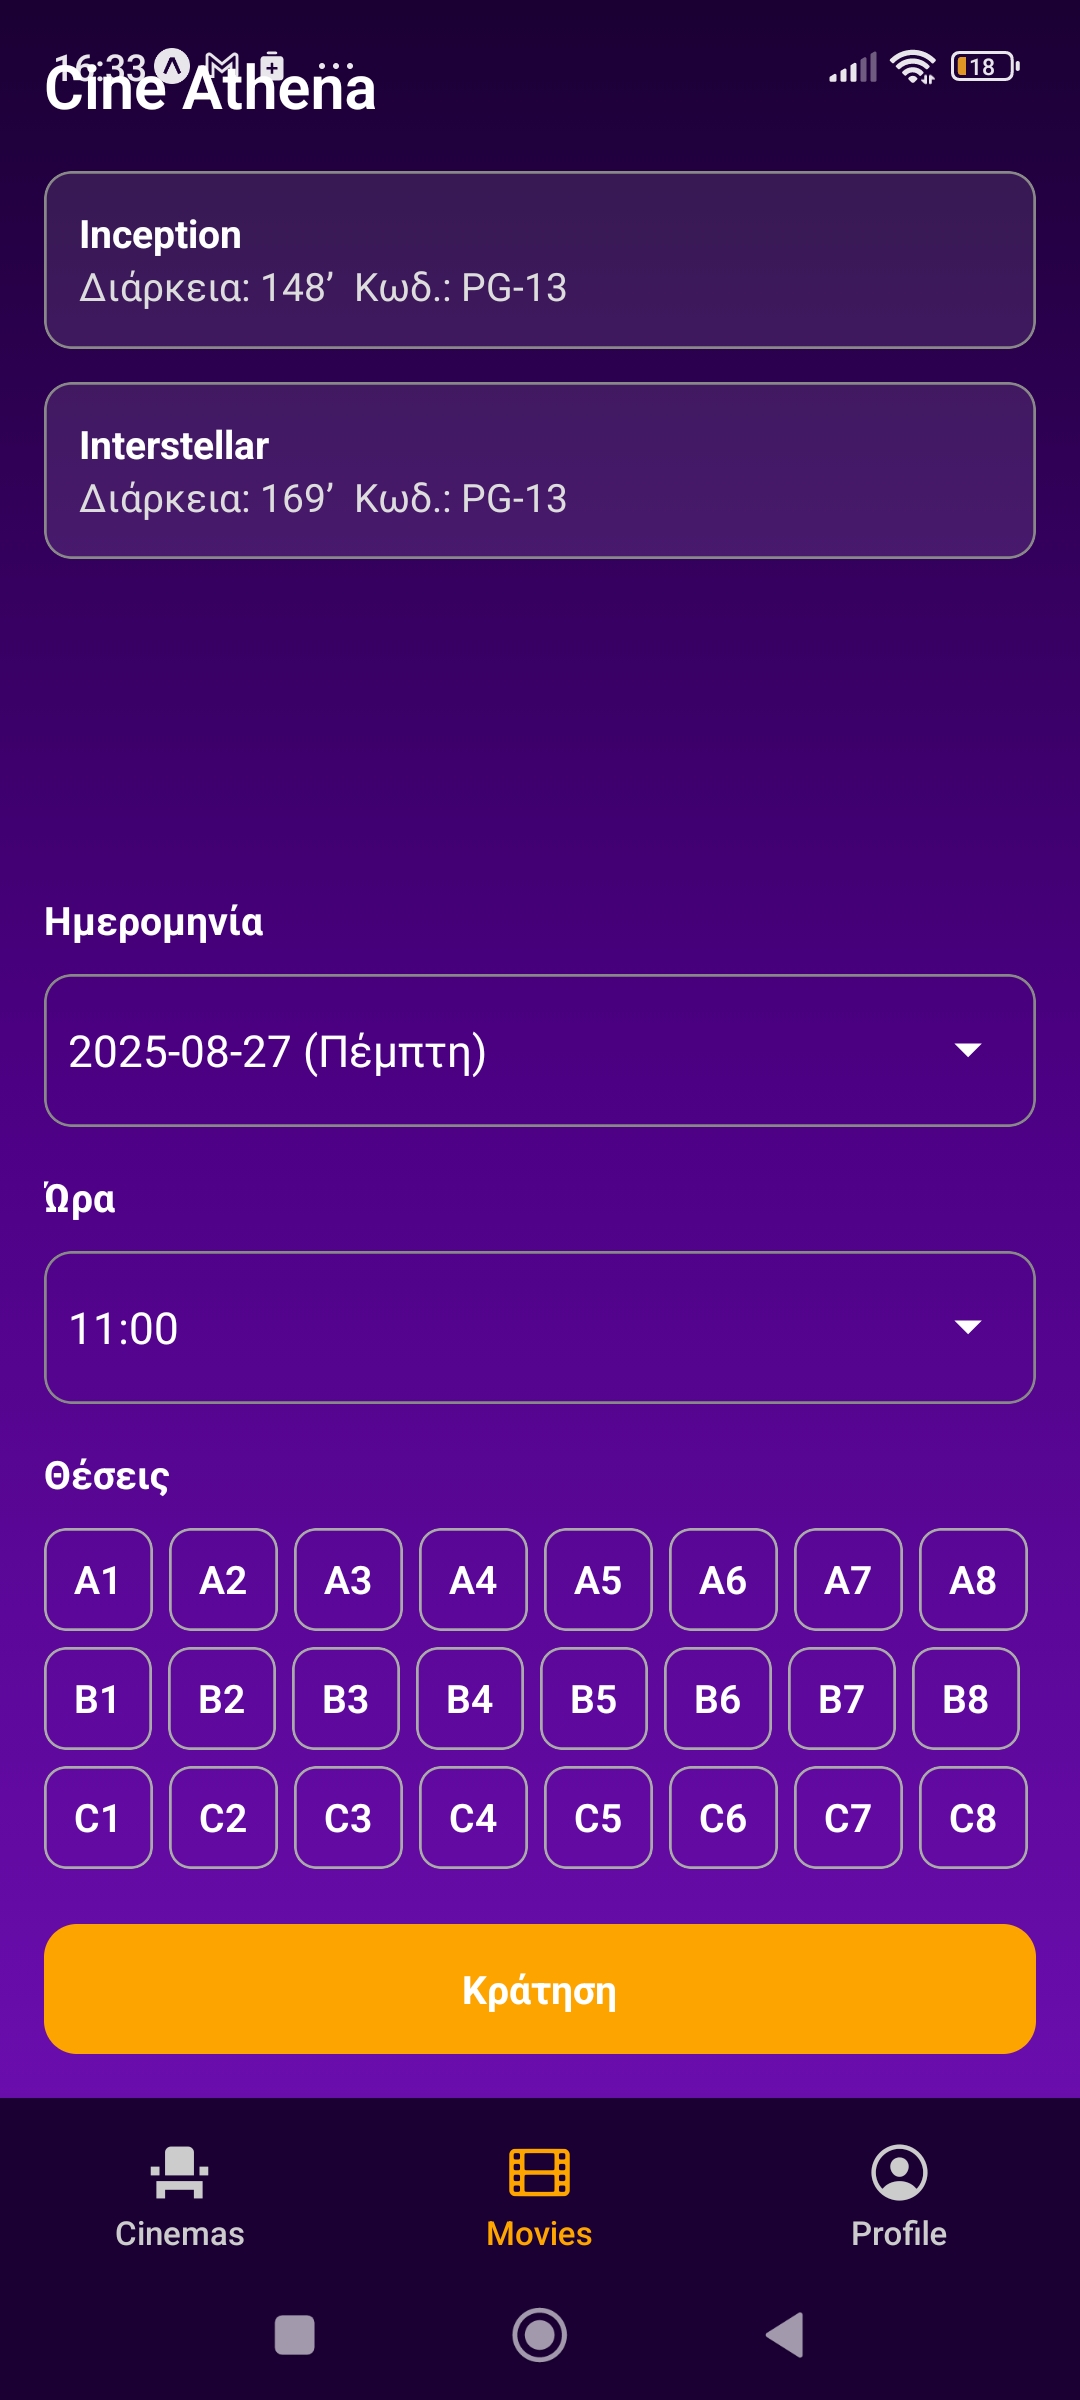 16:33 18
Cine Athena
Inception
Διάρκεια: 148’ Κωδ.: PG-13
Interstellar
Διάρκεια: 169’ Κωδ.: PG-13
Ημερομηνία
2025-08-27 (Πέμπτη)
Ώρα
11:00
Θέσεις
A1 A2 A3 A4 A5 A6 A7 A8
B1 B2 B3 B4 B5 B6 B7 B8
C1 C2 C3 C4 C5 C6 C7 C8
Κράτηση
Cinemas Movies Profile